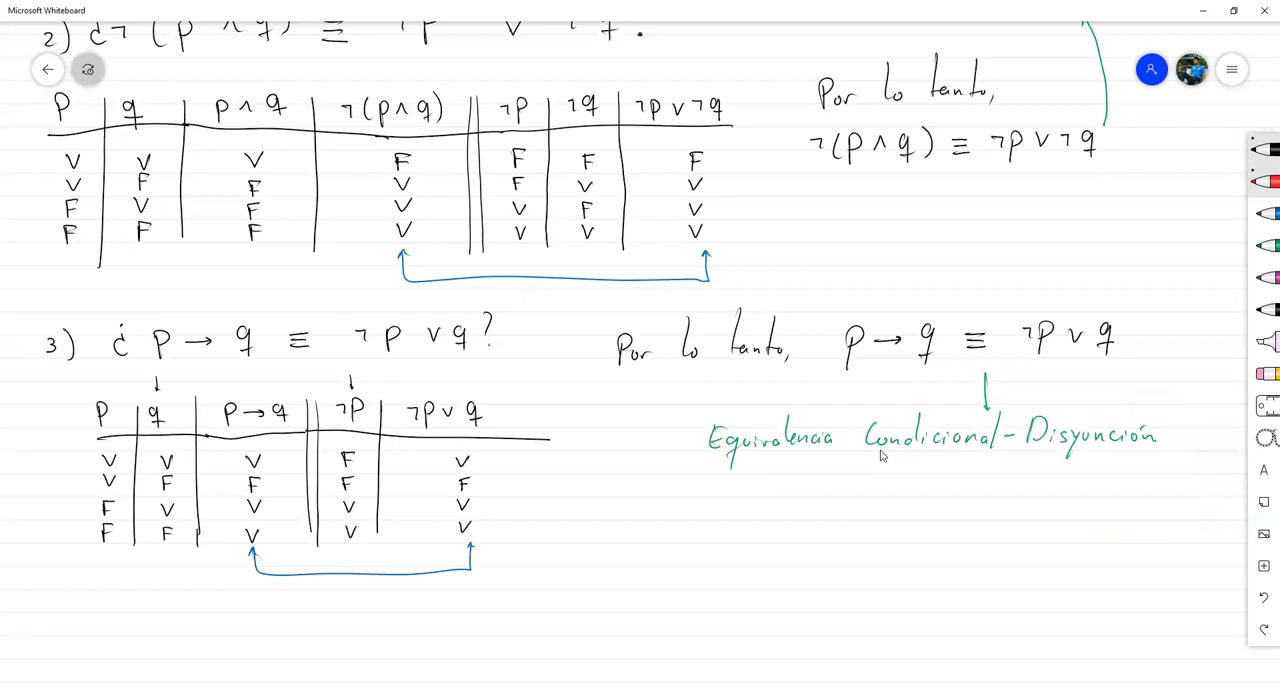 Microsoft Whiteboard
2) ¿¬(p ∧ q) ≡ ¬p ∨ ¬q.
p q p ∧ q ¬(p ∧ q) ¬p ¬q ¬p ∨ ¬q
V V V F F F F
V F F V F V V
F V F V V F V
F F F V V V V
Por lo tanto,
¬(p ∧ q) ≡ ¬p ∨ ¬q
3) ¿p → q ≡ ¬p ∨ q?
Por lo tanto, p → q ≡ ¬p ∨ q
Equivalencia Condicional-Disyunción
p q p → q ¬p ¬p ∨ q
V V V F V
V F F F F
F V V V V
F F V V V
A